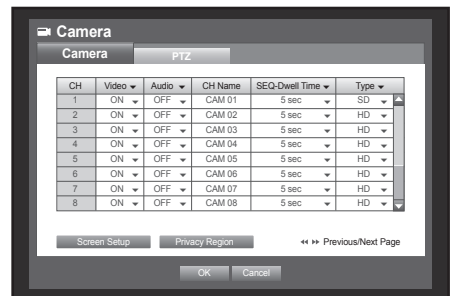 Camera
Camera PTZ
CH Video Audio CH Name SEQ-Dwell Time Type
1 ON OFF CAM 01 5 sec SD
2 ON OFF CAM 02 5 sec HD
3 ON OFF CAM 03 5 sec HD
4 ON OFF CAM 04 5 sec HD
5 ON OFF CAM 05 5 sec HD
6 ON OFF CAM 06 5 sec HD
7 ON OFF CAM 07 5 sec HD
8 ON OFF CAM 08 5 sec HD
Screen Setup Privacy Region Previous/Next Page
OK Cancel